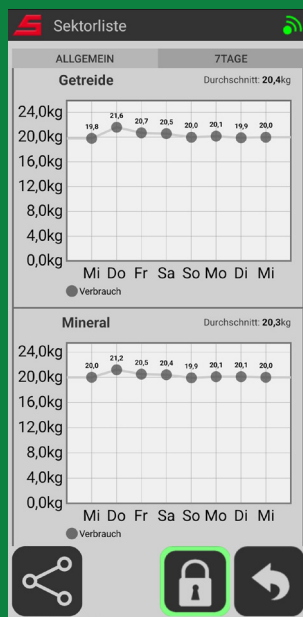 Sektorliste
ALLGEMEIN 7TAGE
Getreide Durchschnitt: 20,4kg
24,0kg
20,0kg
16,0kg
12,0kg
8,0kg
4,0kg
0,0kg
19,8 21,6 20,7 20,5 20,0 20,1 19,9 20,0
Mi Do Fr Sa So Mo Di Mi
Verbrauch
Mineral Durchschnitt: 20,3kg
24,0kg
20,0kg
16,0kg
12,0kg
8,0kg
4,0kg
0,0kg
20,0 21,2 20,5 20,4 19,9 20,1 20,1 20,0
Mi Do Fr Sa So Mo Di Mi
Verbrauch